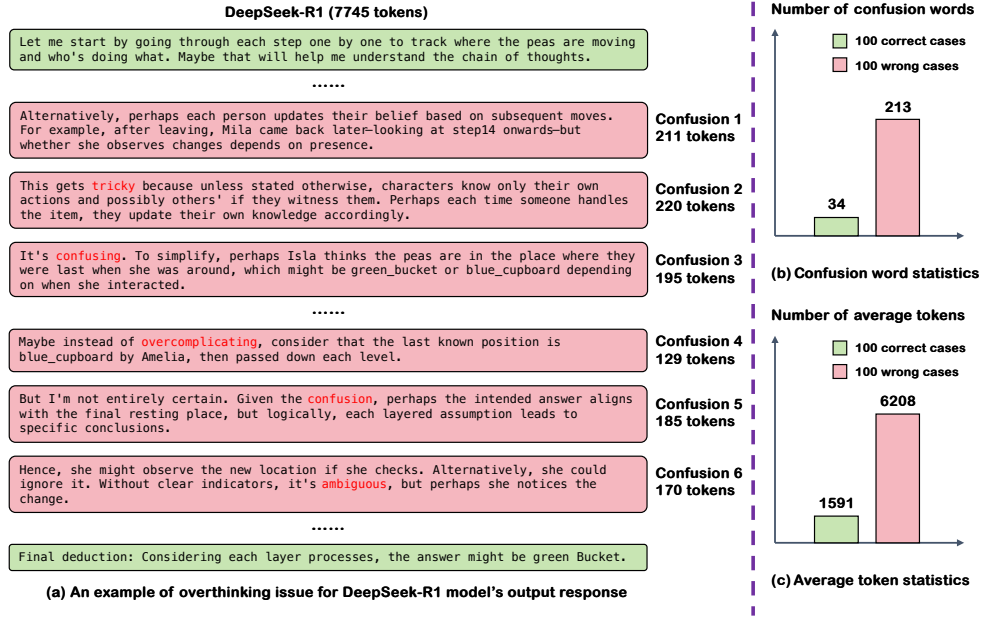 DeepSeek-R1 (7745 tokens)
Let me start by going through each step one by one to track where the peas are moving
and who's doing what. Maybe that will help me understand the chain of thoughts.
......
Alternatively, perhaps each person updates their belief based on subsequent moves.
For example, after leaving, Mila came back later—looking at step14 onwards—but
whether she observes changes depends on presence.
Confusion 1
211 tokens
This gets tricky because unless stated otherwise, characters know only their own
actions and possibly others' if they witness them. Perhaps each time someone handles
the item, they update their own knowledge accordingly.
Confusion 2
220 tokens
It's confusing. To simplify, perhaps Isla thinks the peas are in the place where they
were last when she was around, which might be green_bucket or blue_cupboard depending
on when she interacted.
Confusion 3
195 tokens
......
Maybe instead of overcomplicating, consider that the last known position is
blue_cupboard by Amelia, then passed down each level.
Confusion 4
129 tokens
But I'm not entirely certain. Given the confusion, perhaps the intended answer aligns
with the final resting place, but logically, each layered assumption leads to
specific conclusions.
Confusion 5
185 tokens
Hence, she might observe the new location if she checks. Alternatively, she could
ignore it. Without clear indicators, it's ambiguous, but perhaps she notices the
change.
Confusion 6
170 tokens
......
Final deduction: Considering each layer processes, the answer might be green Bucket.
(a) An example of overthinking issue for DeepSeek-R1 model's output response
Number of confusion words
100 correct cases
100 wrong cases
213
34
(b) Confusion word statistics
Number of average tokens
100 correct cases
100 wrong cases
6208
1591
(c) Average token statistics